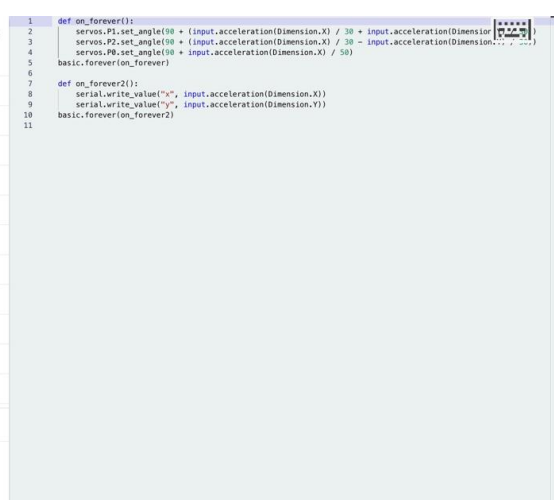 1 def on_forever():
2     servos.P1.set_angle(90 + (input.acceleration(Dimension.X) / 30 + input.acceleration(Dimension
3     servos.P2.set_angle(90 + (input.acceleration(Dimension.X) / 30 - input.acceleration(Dimension.
4     servos.P0.set_angle(90 + input.acceleration(Dimension.X) / 50)
5 basic.forever(on_forever)
6
7 def on_forever2():
8     serial.write_value("x", input.acceleration(Dimension.X))
9     serial.write_value("y", input.acceleration(Dimension.Y))
10 basic.forever(on_forever2)
11